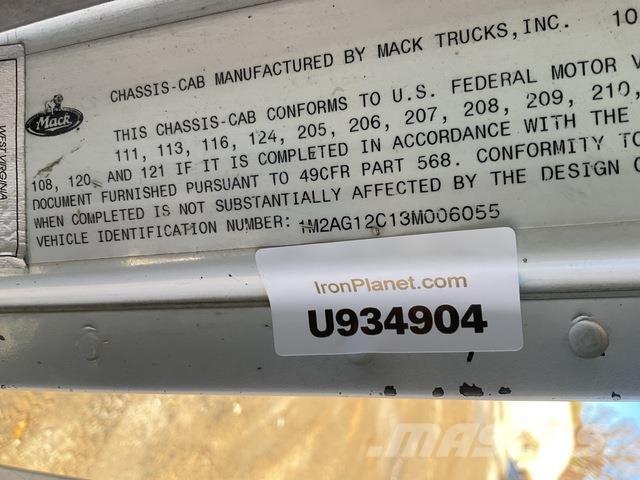 CHASSIS-CAB MANUFACTURED BY MACK TRUCKS, INC. 10
THIS CHASSIS-CAB CONFORMS TO U.S. FEDERAL MOTOR V
111, 113, 116, 124, 205, 206, 207, 208, 209, 210,
108, 120 AND 121 IF IT IS COMPLETED IN ACCORDANCE WITH THE
DOCUMENT FURNISHED PURSUANT TO 49CFR PART 568. CONFORMITY TO
WHEN COMPLETED IS NOT SUBSTANTIALLY AFFECTED BY THE DESIGN
VEHICLE IDENTIFICATION NUMBER: 1M2AG12C13M006055
Mack
WEST VIRGINIA
IronPlanet.com
U934904
MASCUS